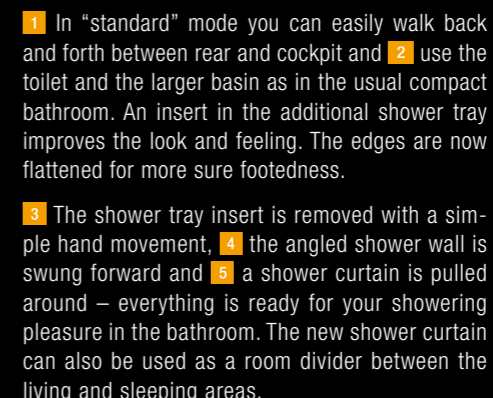 1 In “standard” mode you can easily walk back
and forth between rear and cockpit and 2 use the
toilet and the larger basin as in the usual compact
bathroom. An insert in the additional shower tray
improves the look and feeling. The edges are now
flattened for more sure footedness.
3 The shower tray insert is removed with a sim-
ple hand movement, 4 the angled shower wall is
swung forward and 5 a shower curtain is pulled
around – everything is ready for your showering
pleasure in the bathroom. The new shower curtain
can also be used as a room divider between the
living and sleeping areas.